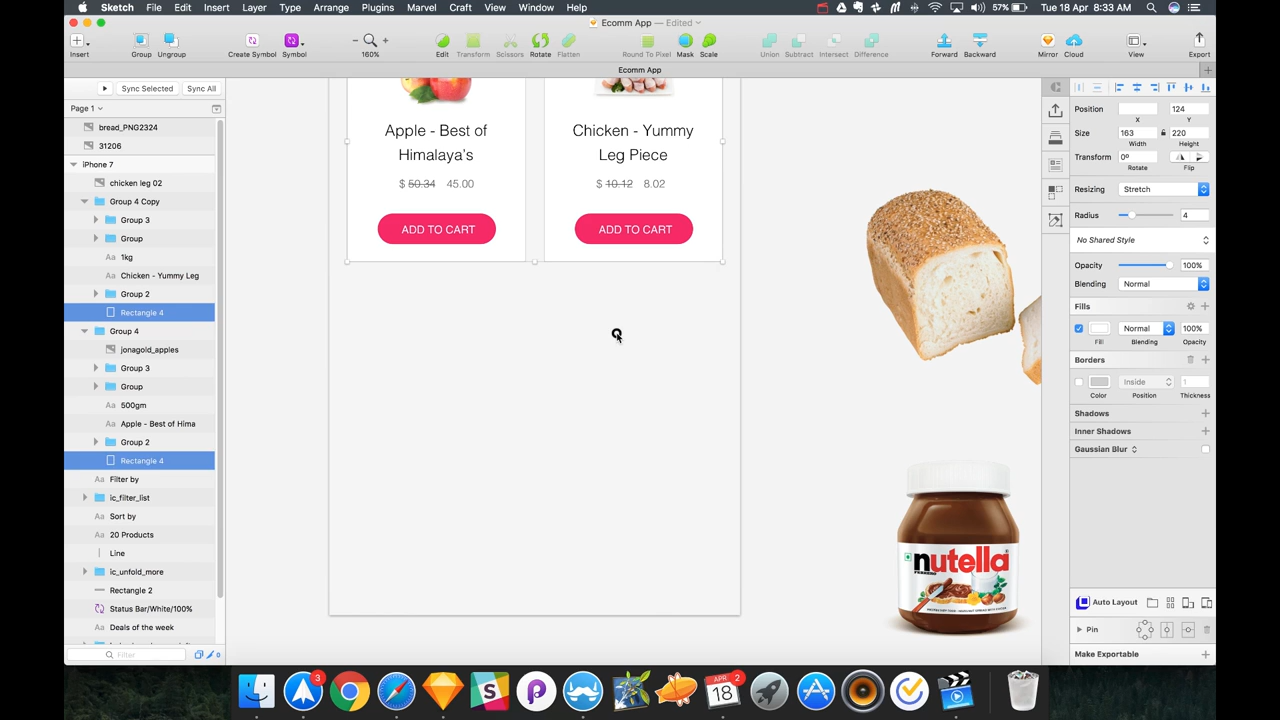 Sketch File Edit Insert Layer Type Arrange Plugins Marvel Craft View Window Help 57% Tue 18 Apr 8:33 AM
Ecomm App — Edited
160%
Insert Group Ungroup Create Symbol Symbol Edit Transform Scissors Rotate Flatten Round To Pixel Mask Scale Union Subtract Intersect Difference Forward Backward Mirror Cloud View Export
Ecomm App
Sync Selected Sync All
Page 1
bread_PNG2324
31206
iPhone 7
chicken leg 02
Group 4 Copy
Group 3
Group
1kg
Chicken - Yummy Leg
Group 2
Rectangle 4
Group 4
jonagold_apples
Group 3
Group
500gm
Apple - Best of Hima
Group 2
Rectangle 4
Filter by
ic_filter_list
Sort by
20 Products
Line
ic_unfold_more
Rectangle 2
Status Bar/White/100%
Deals of the week
Filter
0
Apple - Best of
Himalaya's
$ 50.34 45.00
ADD TO CART
Chicken - Yummy
Leg Piece
$ 10.12 8.02
ADD TO CART
nutella
FERRERO
Position 124
X Y
Size 163 220
Width Height
Transform 0º
Rotate Flip
Resizing Stretch
Radius 4
No Shared Style
Opacity 100%
Blending Normal
Fills
Normal 100%
Fill Blending Opacity
Borders
Inside 1
Color Position Thickness
Shadows
Inner Shadows
Gaussian Blur
Auto Layout
Pin
Make Exportable
3
APR 2
18